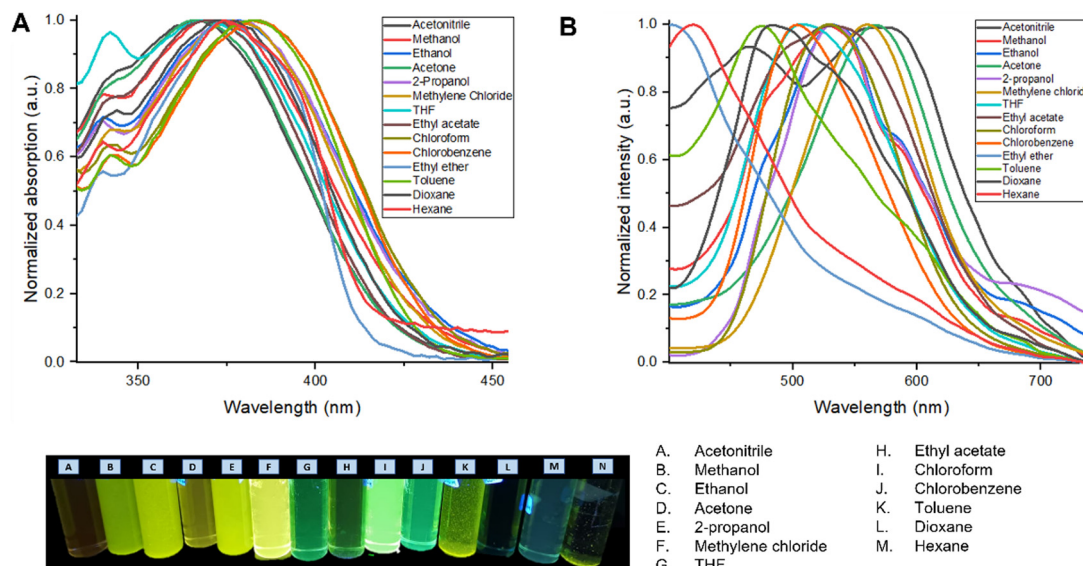 A
Normalized absorption (a.u.)
1.0
0.8
0.6
0.4
0.2
0.0
350
400
450
Wavelength (nm)
Acetonitrile
Methanol
Ethanol
Acetone
2-Propanol
Methylene Chloride
THF
Ethyl acetate
Chloroform
Chlorobenzene
Ethyl ether
Toluene
Dioxane
Hexane
B
Normalized intensity (a.u.)
1.0
0.8
0.6
0.4
0.2
0.0
500
600
700
Wavelength (nm)
Acetonitrile
Methanol
Ethanol
Acetone
2-propanol
Methylene chloride
THF
Ethyl acetate
Chloroform
Chlorobenzene
Ethyl ether
Toluene
Dioxane
Hexane
A B C D E F G H I J K L M N
A. Acetonitrile
B. Methanol
C. Ethanol
D. Acetone
E. 2-propanol
F. Methylene chloride
G. THF
H. Ethyl acetate
I. Chloroform
J. Chlorobenzene
K. Toluene
L. Dioxane
M. Hexane